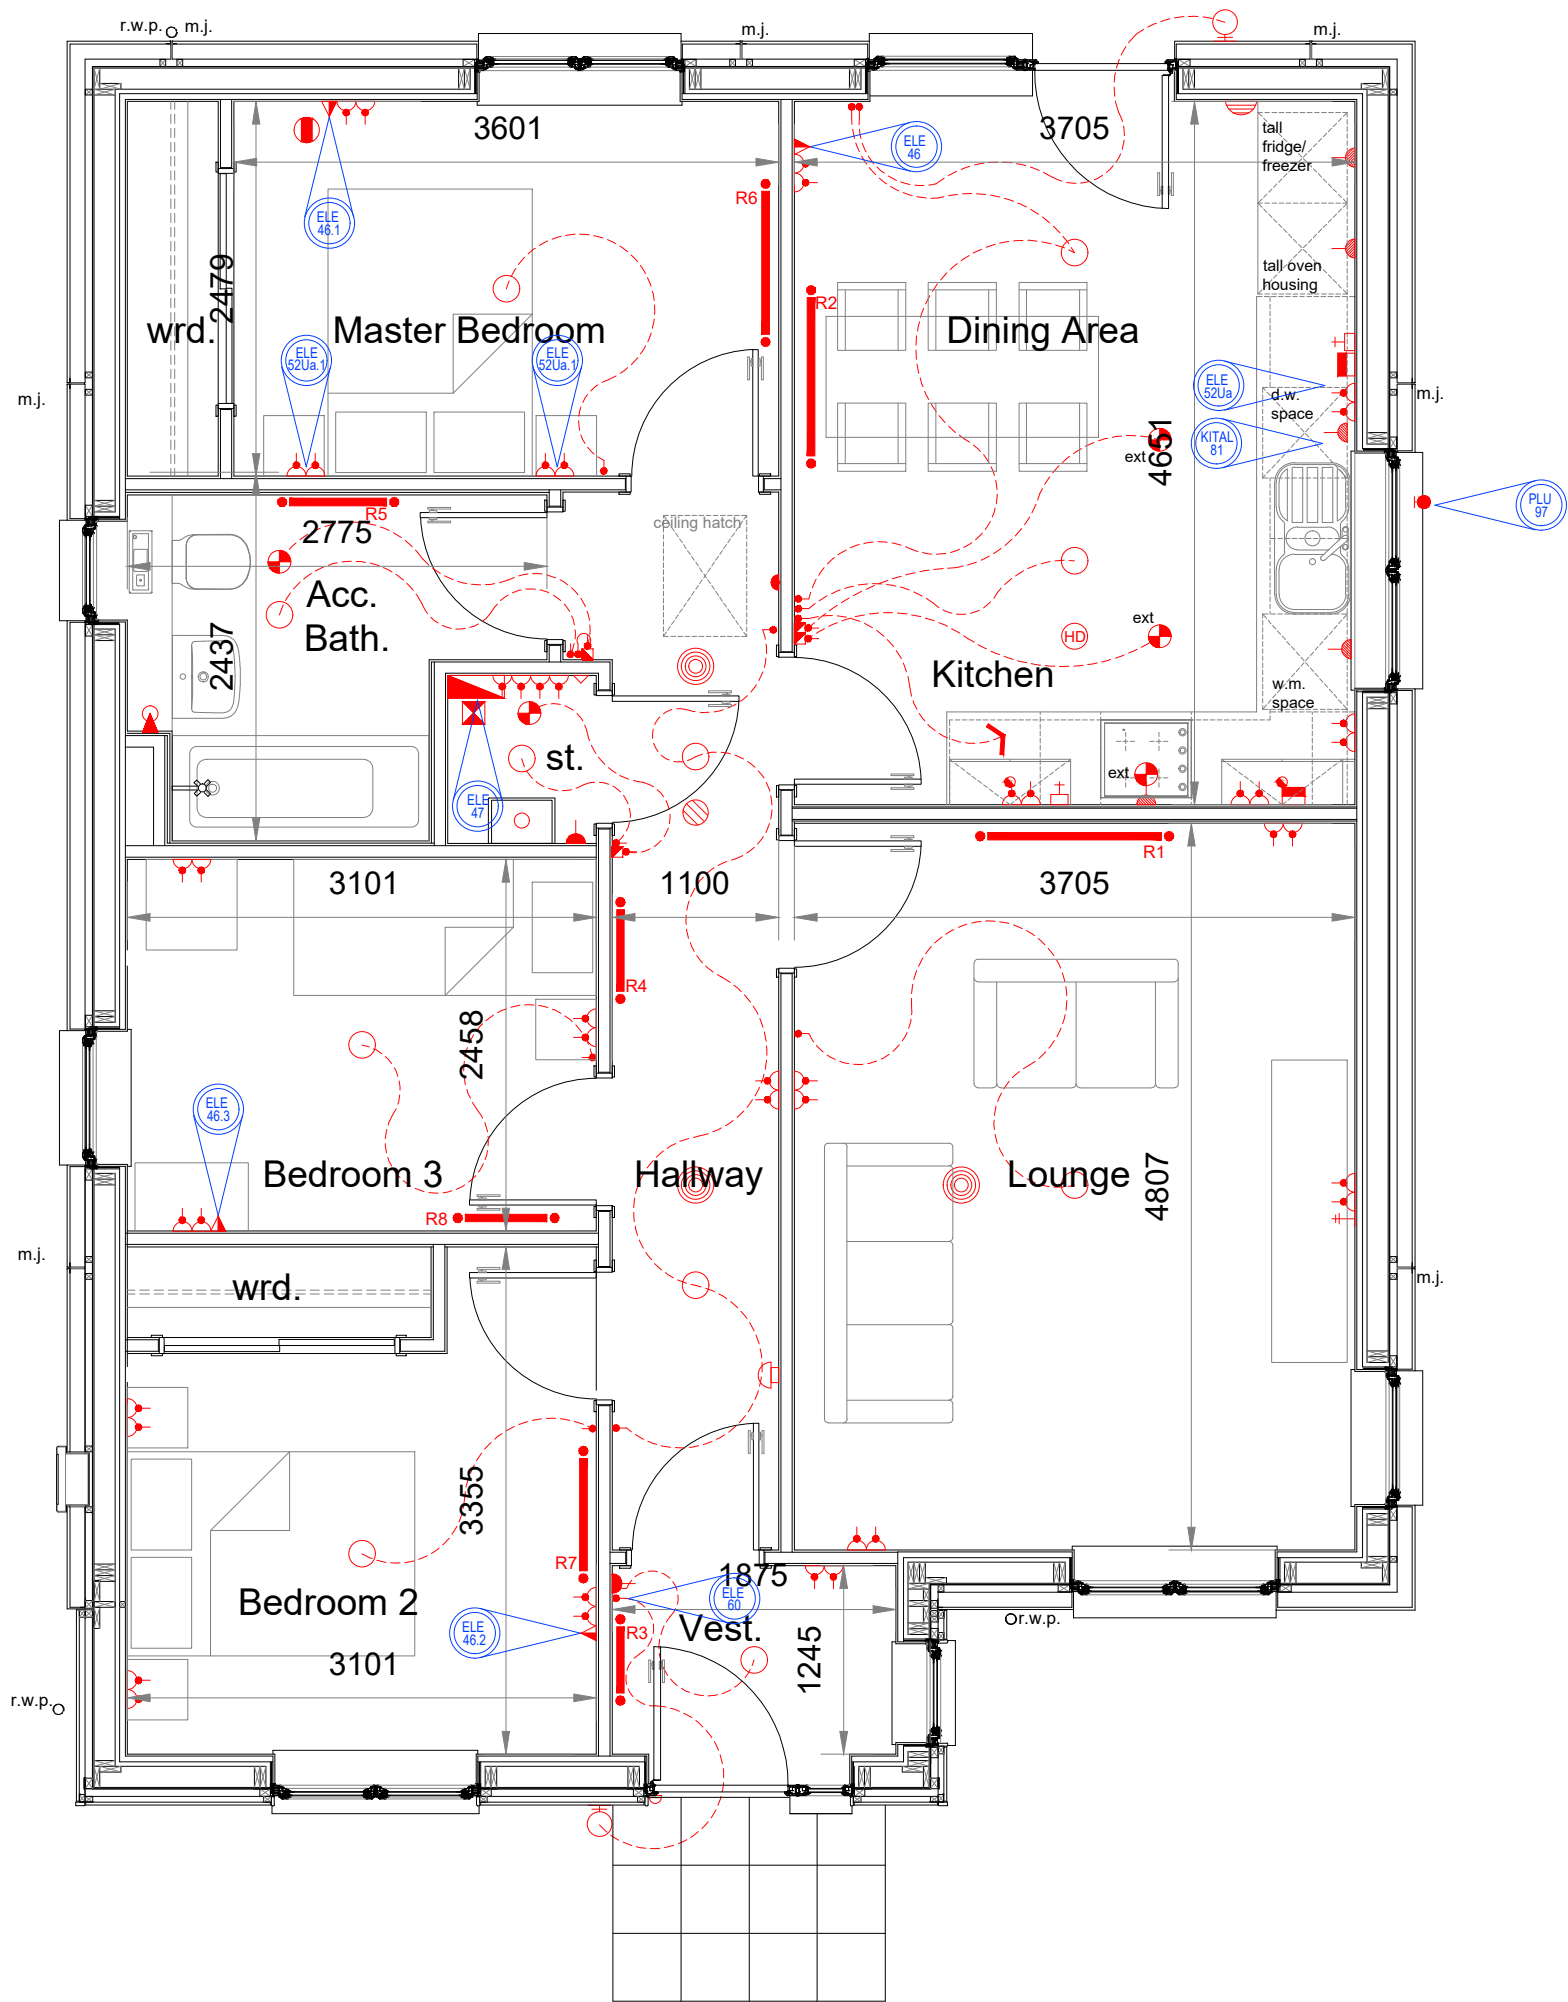 r.w.p.
m.j.
m.j.
m.j.
3601
3705
tall
fridge/
freezer
ELE
46
R6
ELE
46.1
2479
tall oven
housing
R2
wrd.
Master Bedroom
Dining Area
ELE
52Ua.1
ELE
52Ua.1
ELE
52Ua
m.j.
d.w.
space
m.j.
KITAL
81
4651
ext
PLU
97
R5
2775
ceiling hatch
Acc.
Bath.
ext
HD
2437
Kitchen
w.m.
space
st.
ext
ELE
47
R1
3101
1100
3705
R4
2458
ELE
46.3
Bedroom 3
Hallway
Lounge
4807
R8
m.j.
m.j.
wrd.
3355
R7
1875
ELE
60
Bedroom 2
ELE
46.2
R3
Vest.
r.w.p.
1245
3101
r.w.p.